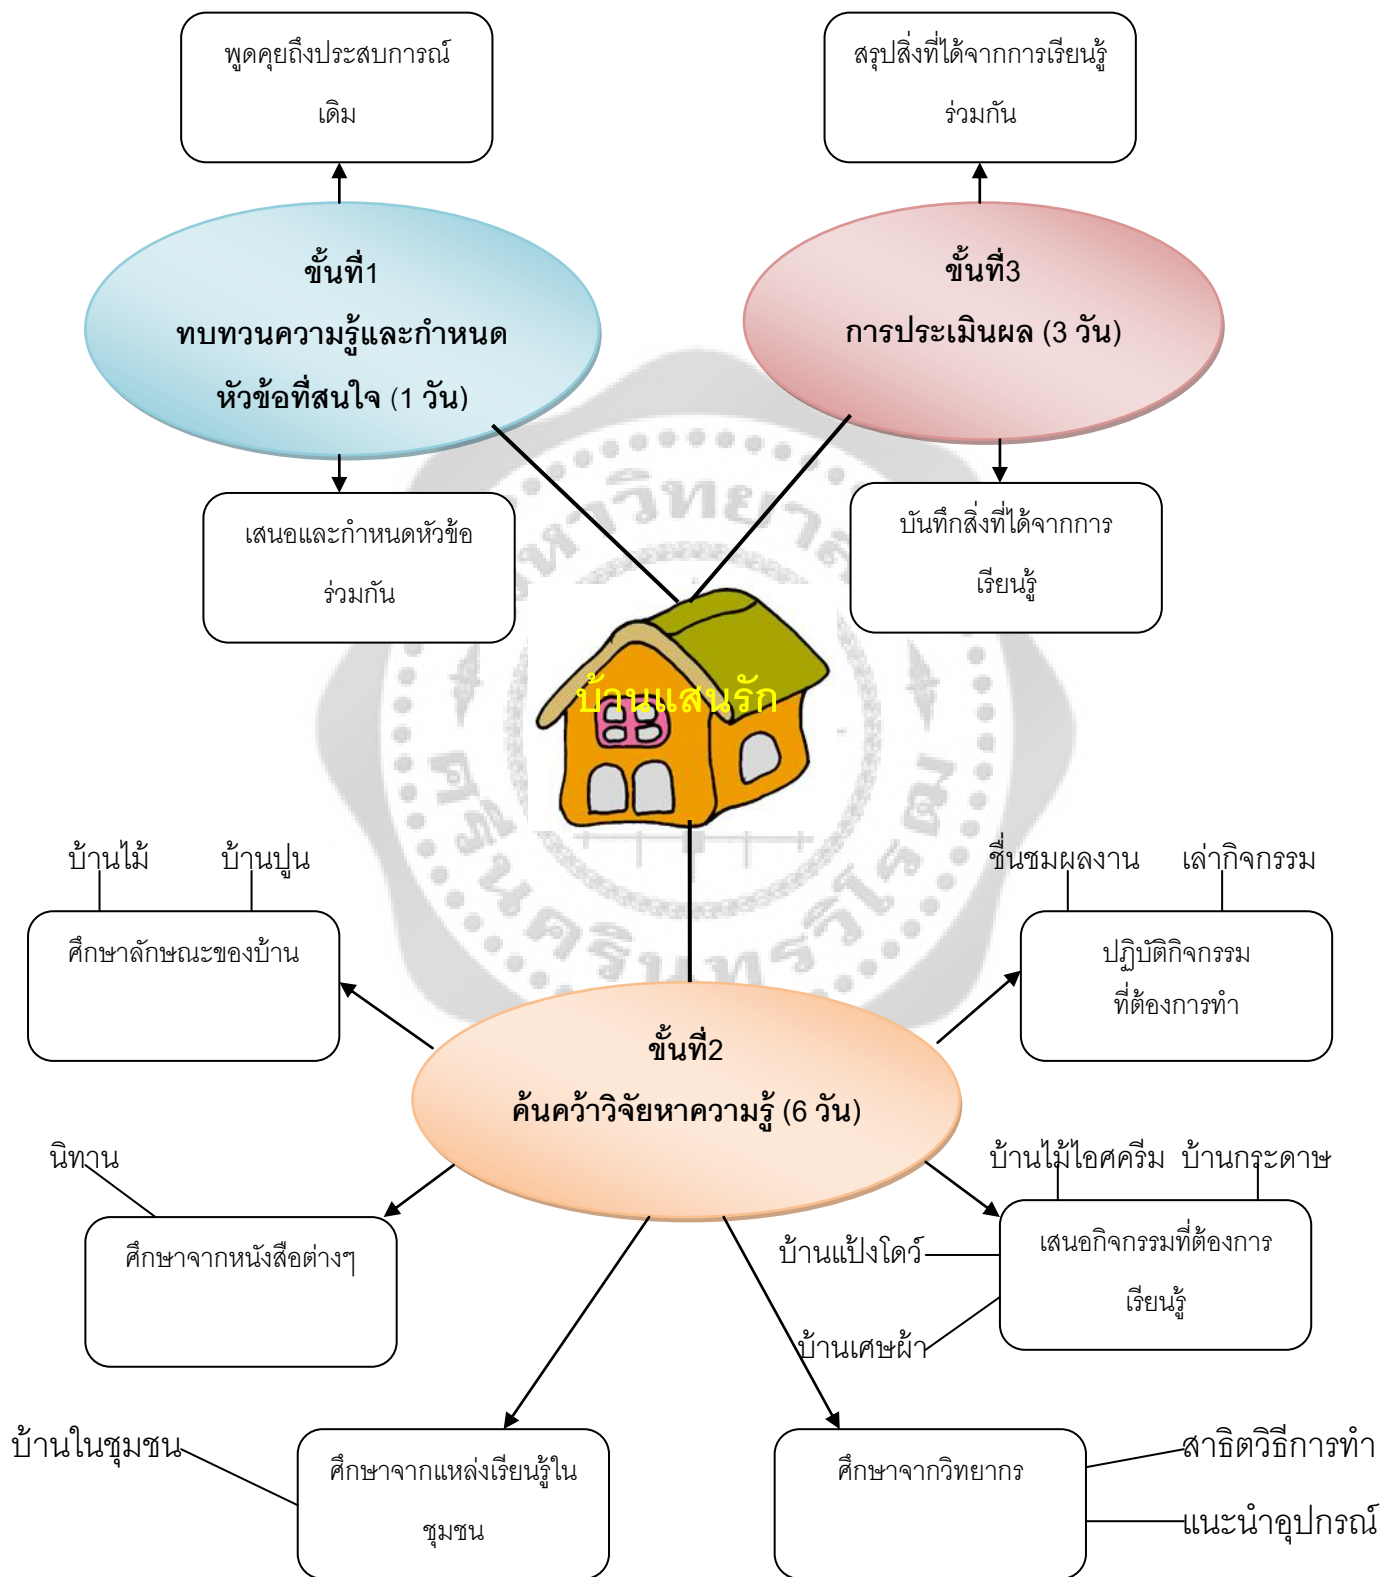 พูดคุยถึงประสบการณ์
เดิม
สรุปสิ่งที่ได้จากการเรียนรู้
ร่วมกัน
ขั้นที่1
ทบทวนความรู้และกำหนด
หัวข้อที่สนใจ (1 วัน)
ขั้นที่3
การประเมินผล (3 วัน)
เสนอและกำหนดหัวข้อ
ร่วมกัน
บันทึกสิ่งที่ได้จากการ
เรียนรู้
บ้านแสนรัก
บ้านไม้
บ้านปูน
ศึกษาลักษณะของบ้าน
ชื่นชมผลงาน
เล่ากิจกรรม
ปฏิบัติกิจกรรม
ที่ต้องการทำ
ขั้นที่2
ค้นคว้าวิจัยหาความรู้ (6 วัน)
นิทาน
ศึกษาจากหนังสือต่างๆ
บ้านไม้ไอศครีม
บ้านกระดาษ
บ้านแป้งโดว์
บ้านเศษผ้า
เสนอกิจกรรมที่ต้องการ
เรียนรู้
บ้านในชุมชน
ศึกษาจากแหล่งเรียนรู้ใน
ชุมชน
ศึกษาจากวิทยากร
สาธิตวิธีการทำ
แนะนำอุปกรณ์